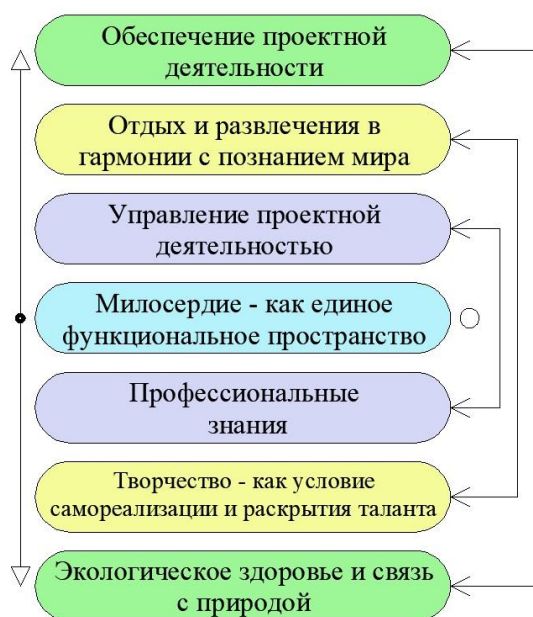 Обеспечение проектной
деятельности
Отдых и развлечения в
гармонии с познанием мира
Управление проектной
деятельностью
Милосердие - как единое
функциональное пространство
Профессиональные
знания
Творчество - как условие
самореализации и раскрытия таланта
Экологическое здоровье и связь
с природой